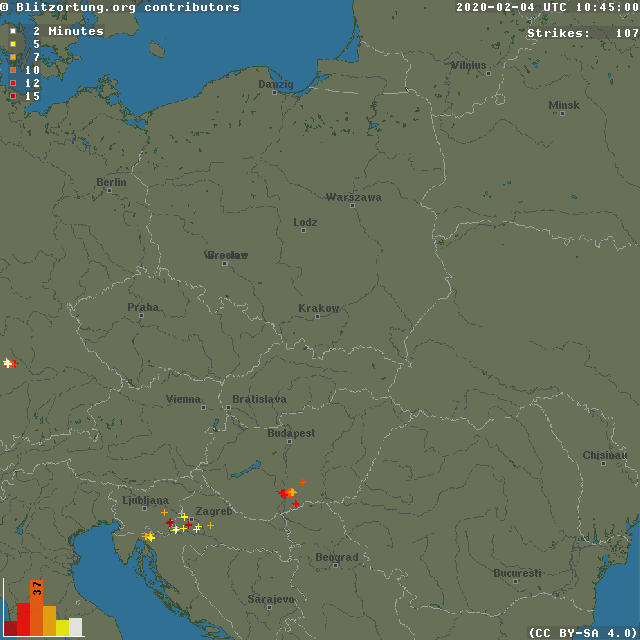 © Blitzortung.org contributors
2020-02-04 UTC 10:45:00
2 Minutes
5
7
10
12
15
Strikes: 107
Vilnius
Danzig
Minsk
Berlin
Warszawa
Lodz
Praha
Krakow
Vienna
Bratislava
Budapest
Chisinau
Ljubljana
Zagreb
Beograd
Bucuresti
Sarajevo
37
(CC BY-SA 4.0)